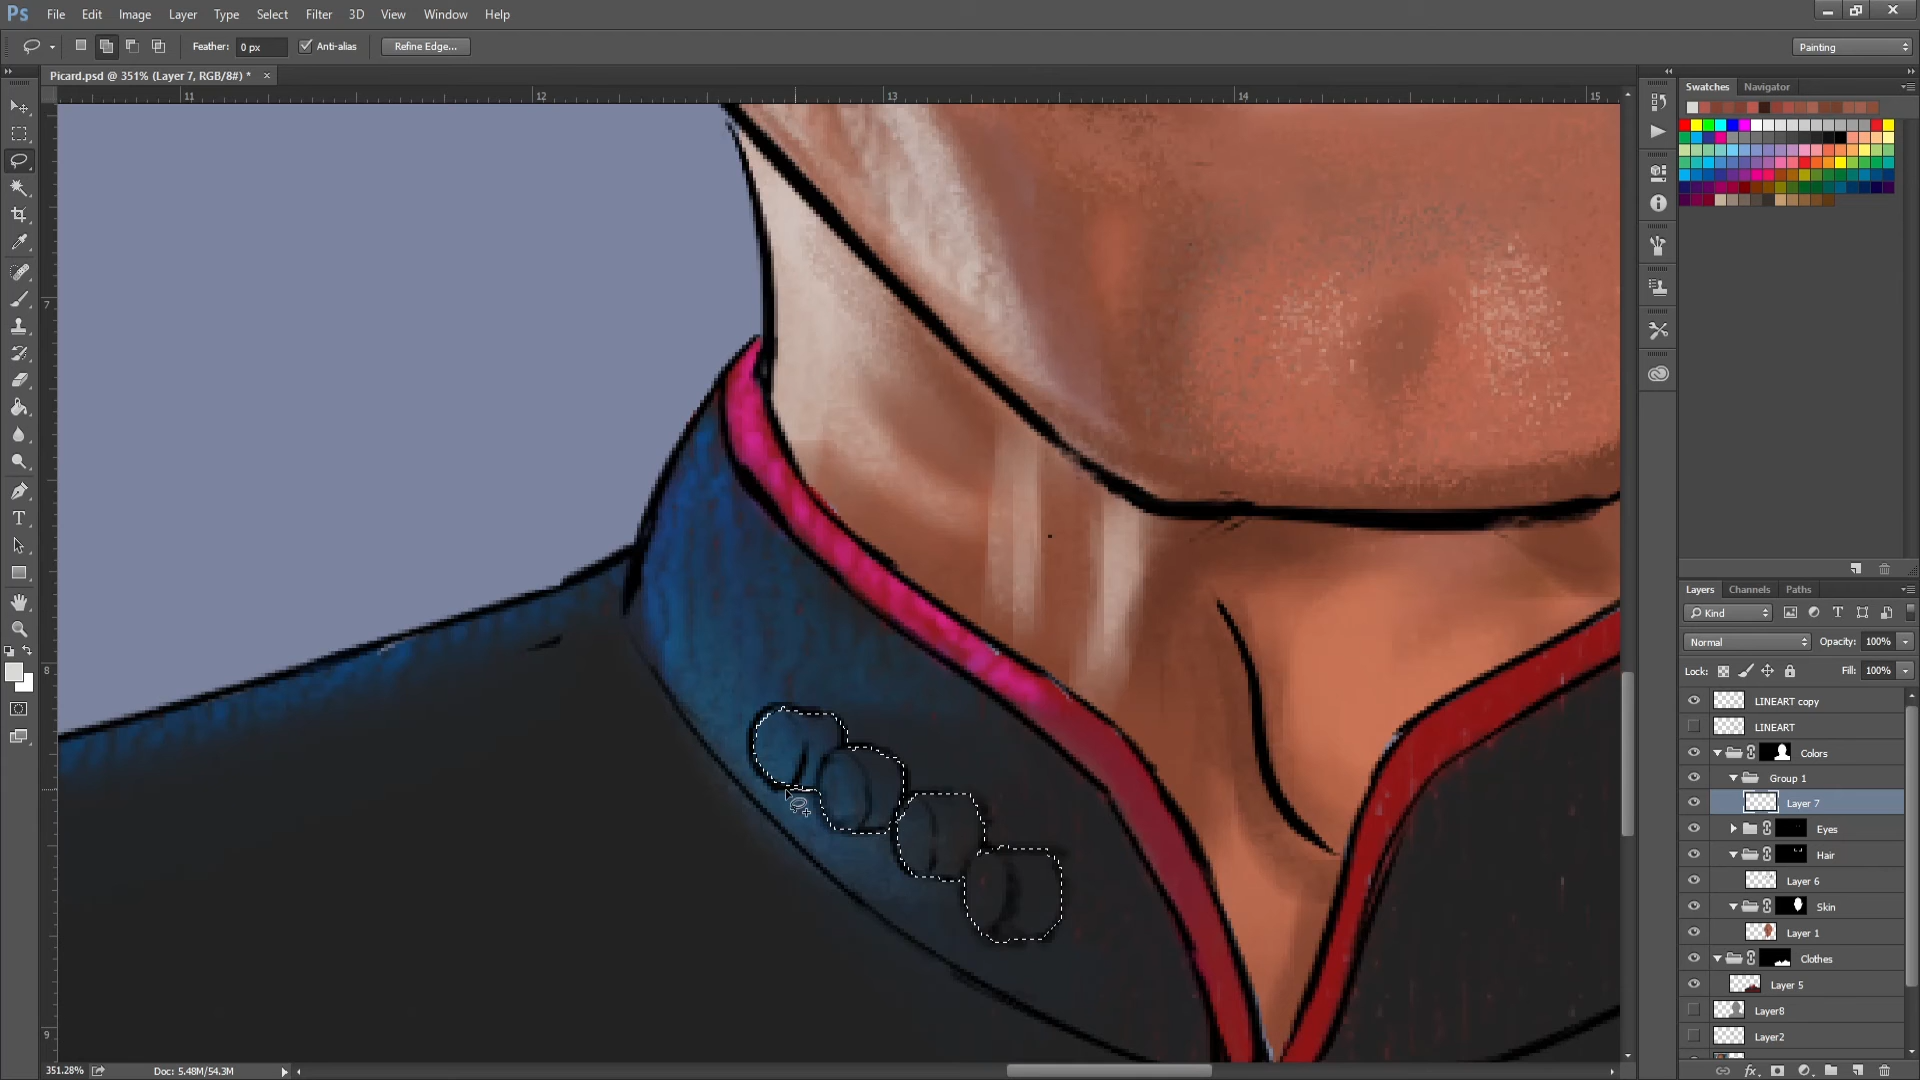 Ps File Edit Image Layer Type Select Filter 3D View Window Help
Feather: 0 px Anti-alias Refine Edge... Painting
Picard.psd @ 351% (Layer 7, RGB/8#) * ×
Swatches Navigator
11 12 13 14 15
7
8
9
Layers Channels Paths
Kind
Normal Opacity: 100%
Lock: Fill: 100%
LINEART copy
LINEART
Colors
Group 1
Layer 7
Eyes
Hair
Layer 6
Skin
Layer 1
Clothes
Layer 5
Layer8
Layer2
351.28% Doc: 5.48M/54.3M